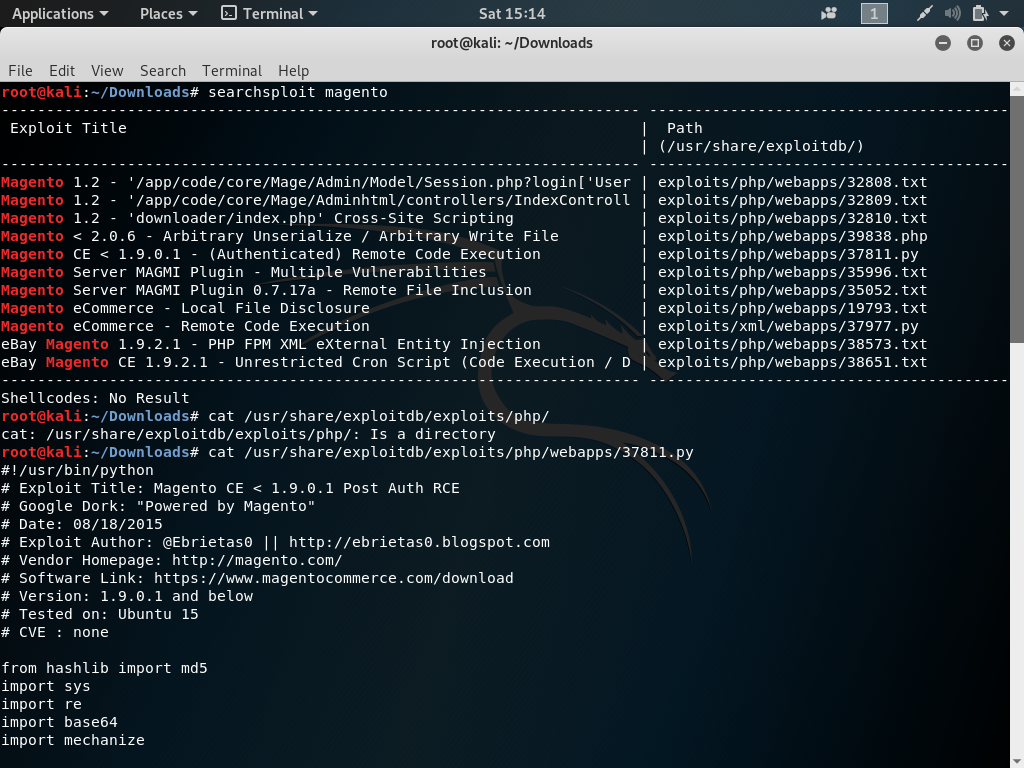 Applications Places Terminal Sat 15:14 1
root@kali: ~/Downloads
File Edit View Search Terminal Help
root@kali:~/Downloads# searchsploit magento
----------------------------------------------------------------------- ----------------------------------------
Exploit Title | Path
| (/usr/share/exploitdb/)
----------------------------------------------------------------------- ----------------------------------------
Magento 1.2 - '/app/code/core/Mage/Admin/Model/Session.php?login['User | exploits/php/webapps/32808.txt
Magento 1.2 - '/app/code/core/Mage/Adminhtml/controllers/IndexControll | exploits/php/webapps/32809.txt
Magento 1.2 - 'downloader/index.php' Cross-Site Scripting | exploits/php/webapps/32810.txt
Magento < 2.0.6 - Arbitrary Unserialize / Arbitrary Write File | exploits/php/webapps/39838.php
Magento CE < 1.9.0.1 - (Authenticated) Remote Code Execution | exploits/php/webapps/37811.py
Magento Server MAGMI Plugin - Multiple Vulnerabilities | exploits/php/webapps/35996.txt
Magento Server MAGMI Plugin 0.7.17a - Remote File Inclusion | exploits/php/webapps/35052.txt
Magento eCommerce - Local File Disclosure | exploits/php/webapps/19793.txt
Magento eCommerce - Remote Code Execution | exploits/xml/webapps/37977.py
eBay Magento 1.9.2.1 - PHP FPM XML eXternal Entity Injection | exploits/php/webapps/38573.txt
eBay Magento CE 1.9.2.1 - Unrestricted Cron Script (Code Execution / D | exploits/php/webapps/38651.txt
----------------------------------------------------------------------- ----------------------------------------
Shellcodes: No Result
root@kali:~/Downloads# cat /usr/share/exploitdb/exploits/php/
cat: /usr/share/exploitdb/exploits/php/: Is a directory
root@kali:~/Downloads# cat /usr/share/exploitdb/exploits/php/webapps/37811.py
#!/usr/bin/python
# Exploit Title: Magento CE < 1.9.0.1 Post Auth RCE
# Google Dork: "Powered by Magento"
# Date: 08/18/2015
# Exploit Author: @Ebrietas0 || http://ebrietas0.blogspot.com
# Vendor Homepage: http://magento.com/
# Software Link: https://www.magentocommerce.com/download
# Version: 1.9.0.1 and below
# Tested on: Ubuntu 15
# CVE : none
from hashlib import md5
import sys
import re
import base64
import mechanize